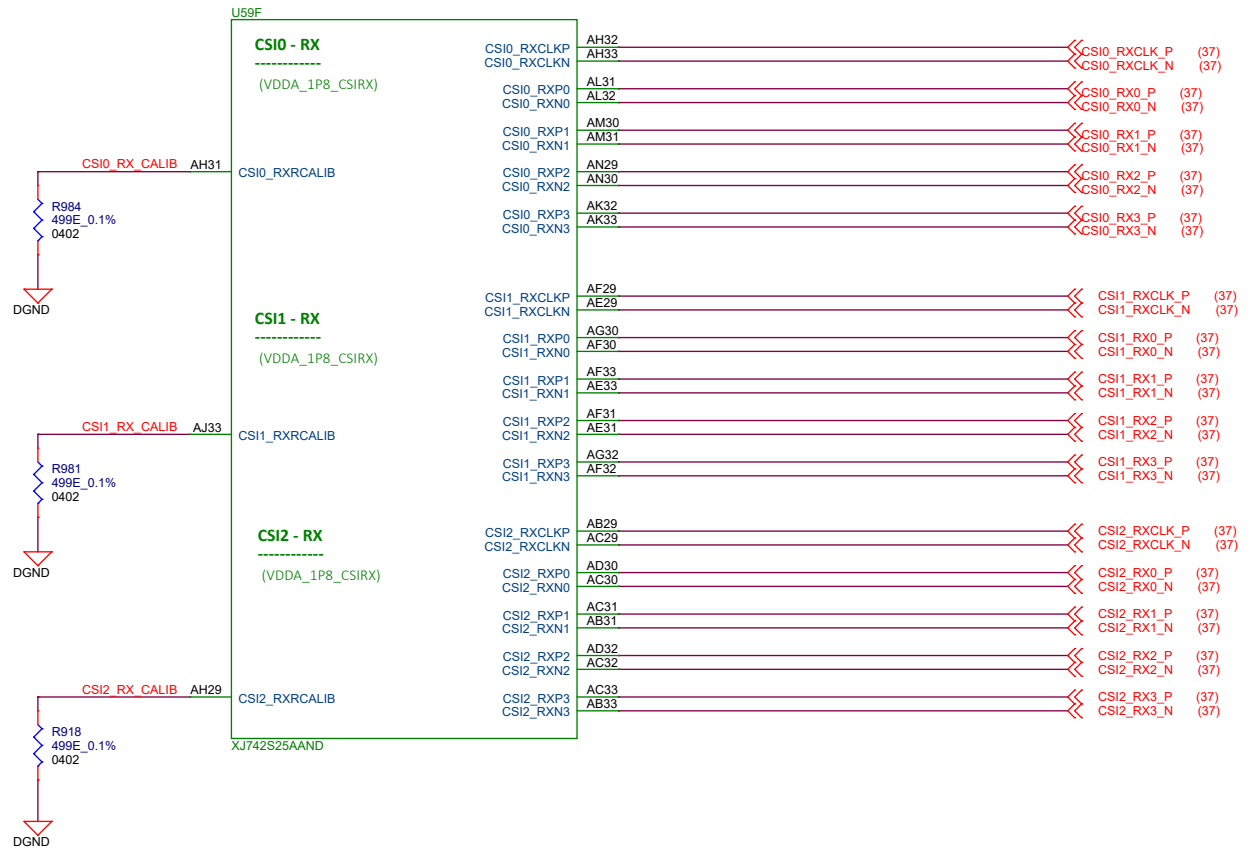 U59F
CSI0 - RX
------------
(VDDA_1P8_CSIRX)
CSI0_RXCLKP AH32 CSI0_RXCLK_P (37)
CSI0_RXCLKN AH33 CSI0_RXCLK_N (37)
CSI0_RXP0 AL31 CSI0_RX0_P (37)
CSI0_RXN0 AL32 CSI0_RX0_N (37)
CSI0_RXP1 AM30 CSI0_RX1_P (37)
CSI0_RXN1 AM31 CSI0_RX1_N (37)
CSI0_RX_CALIB AH31 CSI0_RXRCALIB
CSI0_RXP2 AN29 CSI0_RX2_P (37)
CSI0_RXN2 AN30 CSI0_RX2_N (37)
R984
499E_0.1%
0402
CSI0_RXP3 AK32 CSI0_RX3_P (37)
CSI0_RXN3 AK33 CSI0_RX3_N (37)
DGND
CSI1 - RX
------------
(VDDA_1P8_CSIRX)
CSI1_RXCLKP AF29 CSI1_RXCLK_P (37)
CSI1_RXCLKN AE29 CSI1_RXCLK_N (37)
CSI1_RXP0 AG30 CSI1_RX0_P (37)
CSI1_RXN0 AF30 CSI1_RX0_N (37)
CSI1_RXP1 AF33 CSI1_RX1_P (37)
CSI1_RXN1 AE33 CSI1_RX1_N (37)
CSI1_RX_CALIB AJ33 CSI1_RXRCALIB
CSI1_RXP2 AF31 CSI1_RX2_P (37)
CSI1_RXN2 AE31 CSI1_RX2_N (37)
R981
499E_0.1%
0402
CSI1_RXP3 AG32 CSI1_RX3_P (37)
CSI1_RXN3 AF32 CSI1_RX3_N (37)
DGND
CSI2 - RX
------------
(VDDA_1P8_CSIRX)
CSI2_RXCLKP AB29 CSI2_RXCLK_P (37)
CSI2_RXCLKN AC29 CSI2_RXCLK_N (37)
CSI2_RXP0 AD30 CSI2_RX0_P (37)
CSI2_RXN0 AC30 CSI2_RX0_N (37)
CSI2_RXP1 AC31 CSI2_RX1_P (37)
CSI2_RXN1 AB31 CSI2_RX1_N (37)
CSI2_RXP2 AD32 CSI2_RX2_P (37)
CSI2_RXN2 AC32 CSI2_RX2_N (37)
CSI2_RX_CALIB AH29 CSI2_RXRCALIB
CSI2_RXP3 AC33 CSI2_RX3_P (37)
CSI2_RXN3 AB33 CSI2_RX3_N (37)
R918
499E_0.1%
0402
XJ742S25AAND
DGND